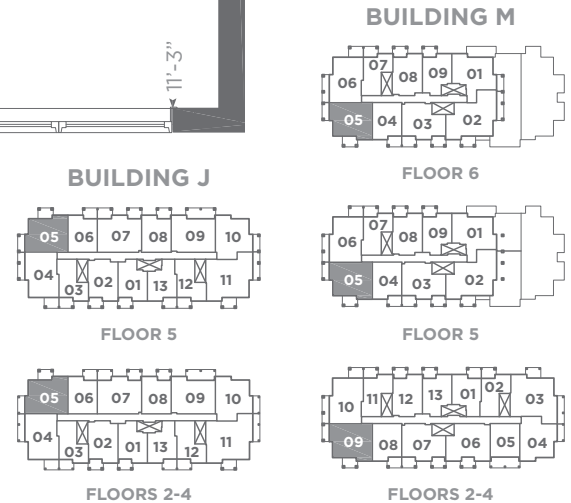 11'-3"
BUILDING J
05 06 07 08 09 10
04 03 02 01 13 12 11
FLOOR 5
05 06 07 08 09 10
04 03 02 01 13 12 11
FLOORS 2-4
BUILDING M
06 07 08 09 01
05 04 03 02
FLOOR 6
06 07 08 09 01
05 04 03 02
FLOOR 5
10 11 12 13 01 02 03
09 08 07 06 05 04
FLOORS 2-4